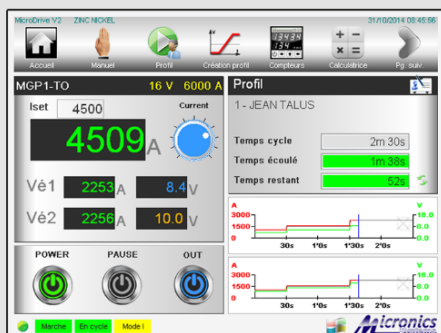 MicroDrive V2 ZINC NICKEL 31/10/2014 08:45:56
Accueil Manuel Profil Création profil Compteurs Calculatrice Pg. suiv.
MGP1-TO 16 V 6000 A
Iset 4500 Current
4509 A
Vé1 2253 A 8.4 V
Vé2 2256 A 10.0 V
POWER PAUSE OUT
Profil
1 - JEAN TALUS
Temps cycle 2m 30s
Temps écoulé 1m 38s
Temps restant 52s
A V
3000 16.0
1500 8.0
0 0.0
30s 1'0s 1'30s 2'0s
A V
3000 16.0
1500 8.0
0 0.0
30s 1'0s 1'30s 2'0s
Marche En cycle Mode I
Micronics